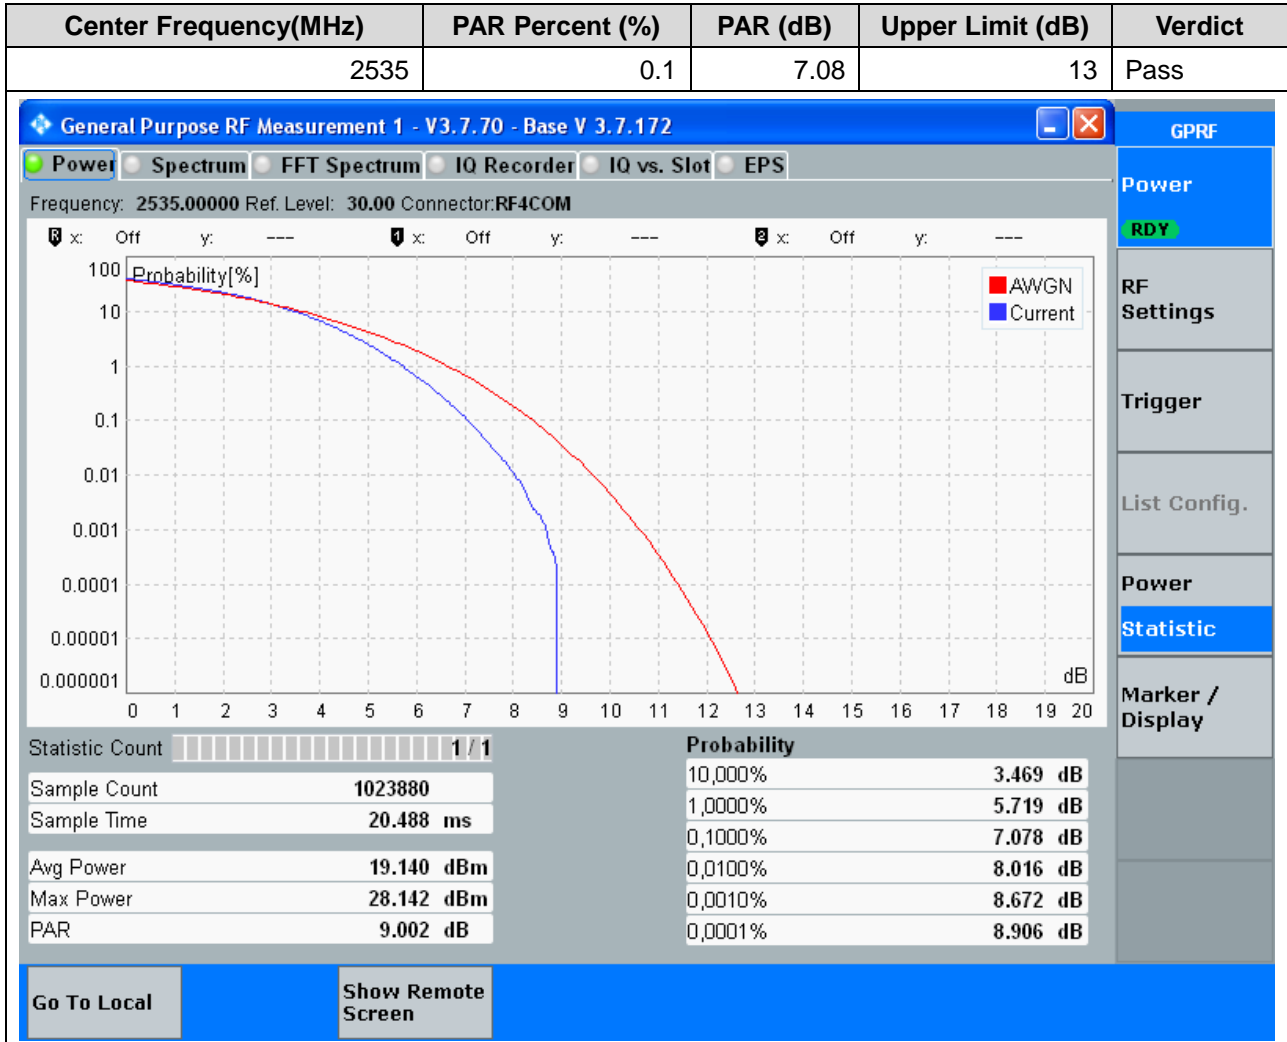 Center Frequency(MHz) PAR Percent (%) PAR (dB) Upper Limit (dB) Verdict
2535 0.1 7.08 13 Pass
General Purpose RF Measurement 1 - V3.7.70 - Base V 3.7.172
GPRF
Power Spectrum FFT Spectrum IQ Recorder IQ vs. Slot EPS
Power
RDY
Frequency: 2535.00000 Ref. Level: 30.00 Connector:RF4COM
R x: Off y: --- 1 x: Off y: --- 2 x: Off y: ---
Probability[%]
100
10
1
0.1
0.01
0.001
0.0001
0.00001
0.000001
AWGN
Current
dB
0 1 2 3 4 5 6 7 8 9 10 11 12 13 14 15 16 17 18 19 20
RF
Settings
Trigger
List Config.
Power
Statistic
Marker /
Display
Statistic Count 1 / 1
Sample Count 1023880
Sample Time 20.488 ms
Avg Power 19.140 dBm
Max Power 28.142 dBm
PAR 9.002 dB
Probability
10,000% 3.469 dB
1,0000% 5.719 dB
0,1000% 7.078 dB
0,0100% 8.016 dB
0,0010% 8.672 dB
0,0001% 8.906 dB
Go To Local
Show Remote
Screen